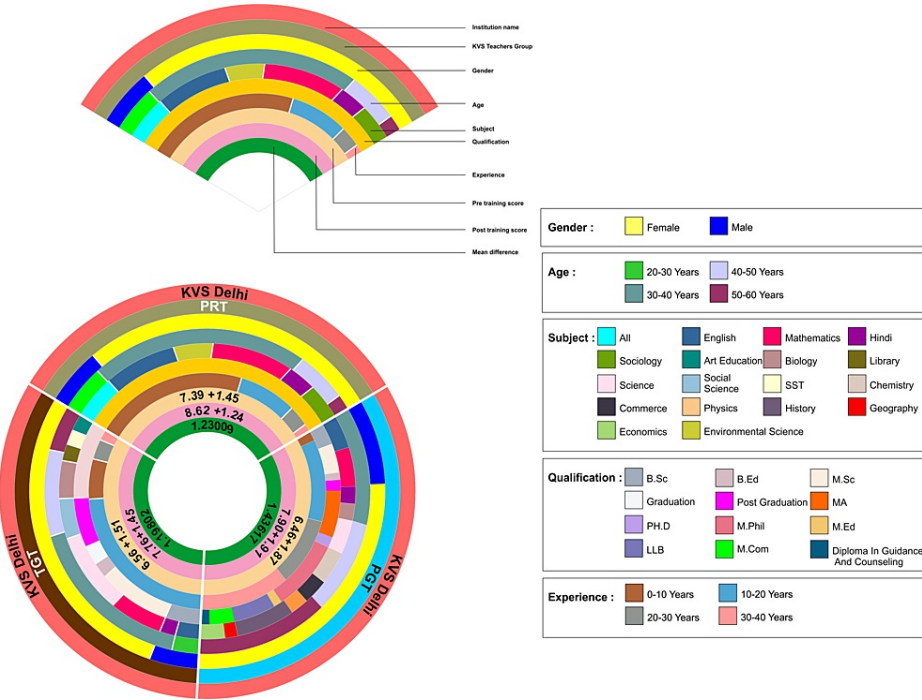 Institution name
KVS Teachers Group
Gender
Age
Subject
Qualification
Experience
Pre training score
Post training score
Mean difference
KVS Delhi
PRT
7.39 +1.45
8.62 +1.24
1.23009
KVS Delhi
TGT
6.56 +1.51
7.76+1.45
1.19802
KVS Delhi
PGT
6.46+1.87
7.90+1.91
1.43617
Gender :
Female
Male
Age :
20-30 Years
40-50 Years
30-40 Years
50-60 Years
Subject :
All
English
Mathematics
Hindi
Sociology
Art Education
Biology
Library
Science
Social
Science
SST
Chemistry
Commerce
Physics
History
Geography
Economics
Environmental Science
Qualification :
B.Sc
B.Ed
M.Sc
Graduation
Post Graduation
MA
PH.D
M.Phil
M.Ed
LLB
M.Com
Diploma In Guidance
And Counseling
Experience :
0-10 Years
10-20 Years
20-30 Years
30-40 Years